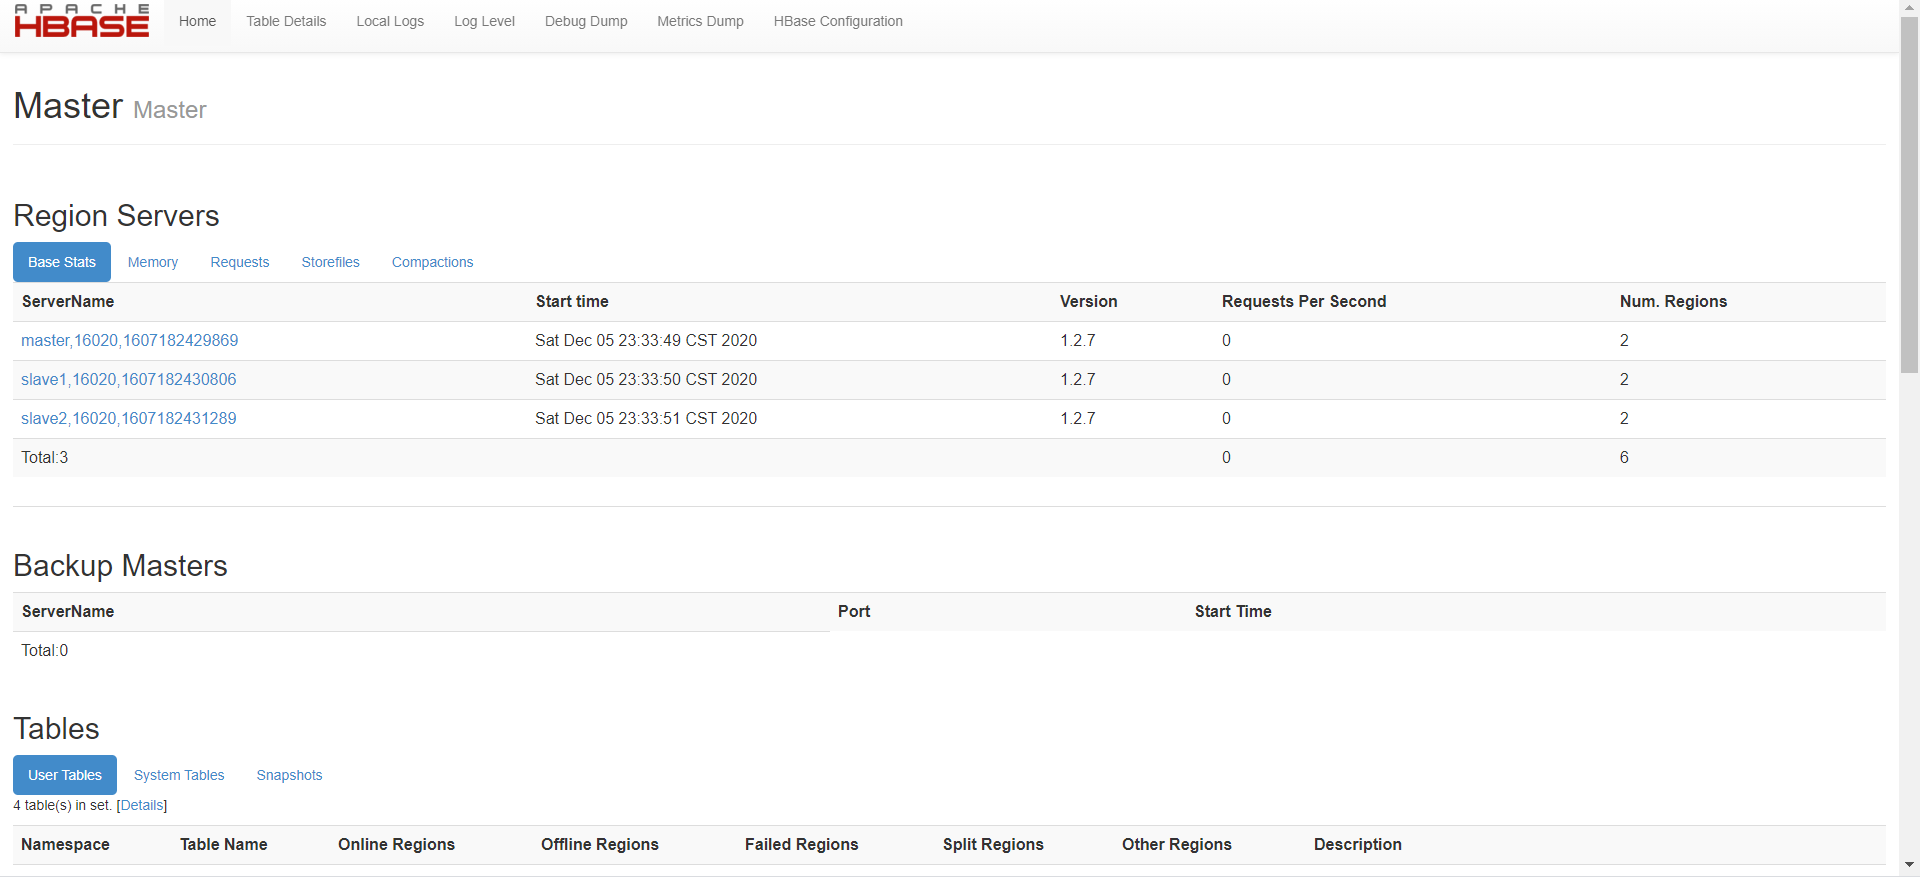 APACHE
HBASE Home Table Details Local Logs Log Level Debug Dump Metrics Dump HBase Configuration
Master Master
Region Servers
Base Stats Memory Requests Storefiles Compactions
ServerName Start time Version Requests Per Second Num. Regions
master,16020,1607182429869 Sat Dec 05 23:33:49 CST 2020 1.2.7 0 2
slave1,16020,1607182430806 Sat Dec 05 23:33:50 CST 2020 1.2.7 0 2
slave2,16020,1607182431289 Sat Dec 05 23:33:51 CST 2020 1.2.7 0 2
Total:3 0 6
Backup Masters
ServerName Port Start Time
Total:0
Tables
User Tables System Tables Snapshots
4 table(s) in set. [Details]
Namespace Table Name Online Regions Offline Regions Failed Regions Split Regions Other Regions Description